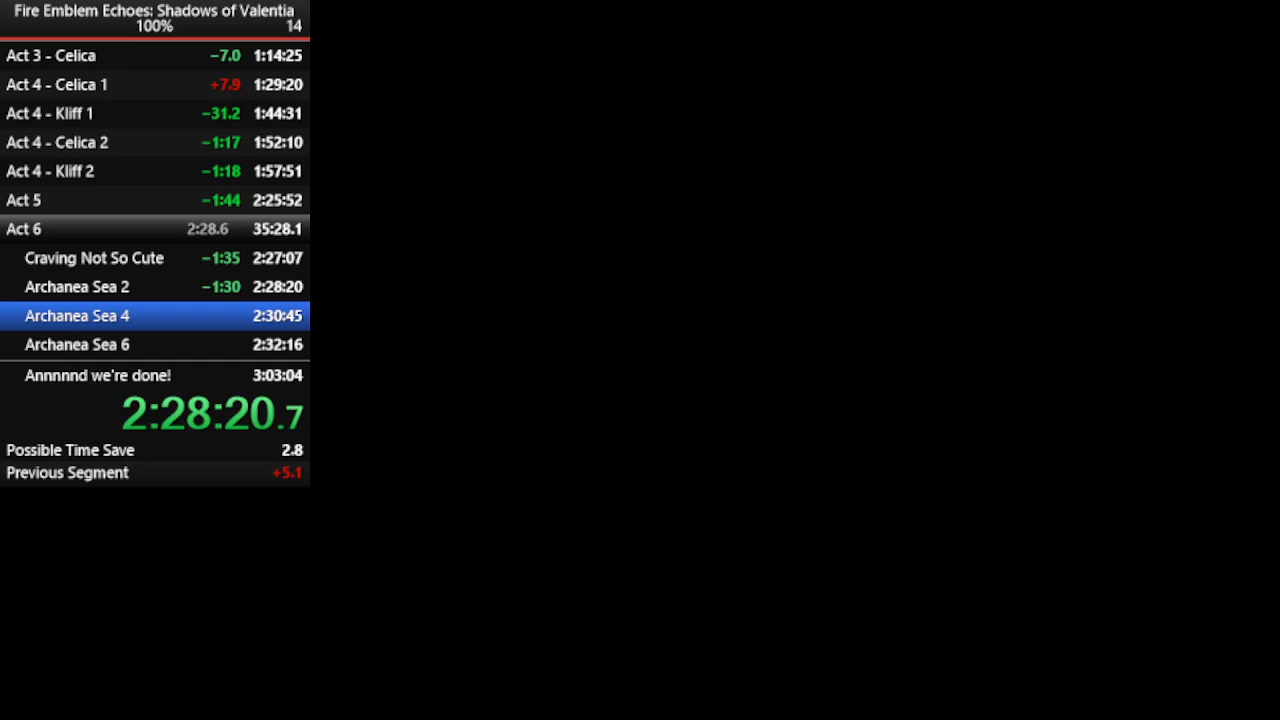 Fire Emblem Echoes: Shadows of Valentia
100% 14
Act 3 - Celica −7.0 1:14:25
Act 4 - Celica 1 +7.9 1:29:20
Act 4 - Kliff 1 −31.2 1:44:31
Act 4 - Celica 2 −1:17 1:52:10
Act 4 - Kliff 2 −1:18 1:57:51
Act 5 −1:44 2:25:52
Act 6 2:28.6 35:28.1
Craving Not So Cute −1:35 2:27:07
Archanea Sea 2 −1:30 2:28:20
Archanea Sea 4 2:30:45
Archanea Sea 6 2:32:16
Annnnnd we're done! 3:03:04
2:28:20.7
Possible Time Save 2.8
Previous Segment +5.1